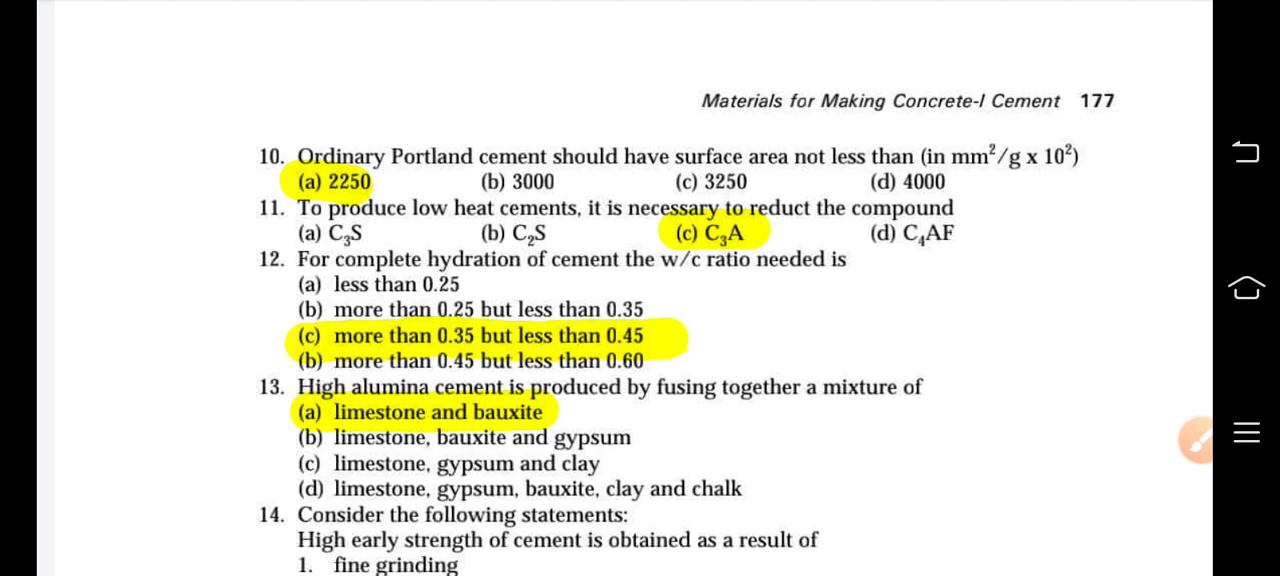 Materials for Making Concrete-I Cement 177
10. Ordinary Portland cement should have surface area not less than (in mm²/g x 10²)
(a) 2250 (b) 3000 (c) 3250 (d) 4000
11. To produce low heat cements, it is necessary to reduct the compound
(a) C₃S (b) C₂S (c) C₃A (d) C₄AF
12. For complete hydration of cement the w/c ratio needed is
(a) less than 0.25
(b) more than 0.25 but less than 0.35
(c) more than 0.35 but less than 0.45
(b) more than 0.45 but less than 0.60
13. High alumina cement is produced by fusing together a mixture of
(a) limestone and bauxite
(b) limestone, bauxite and gypsum
(c) limestone, gypsum and clay
(d) limestone, gypsum, bauxite, clay and chalk
14. Consider the following statements:
High early strength of cement is obtained as a result of
1. fine grinding